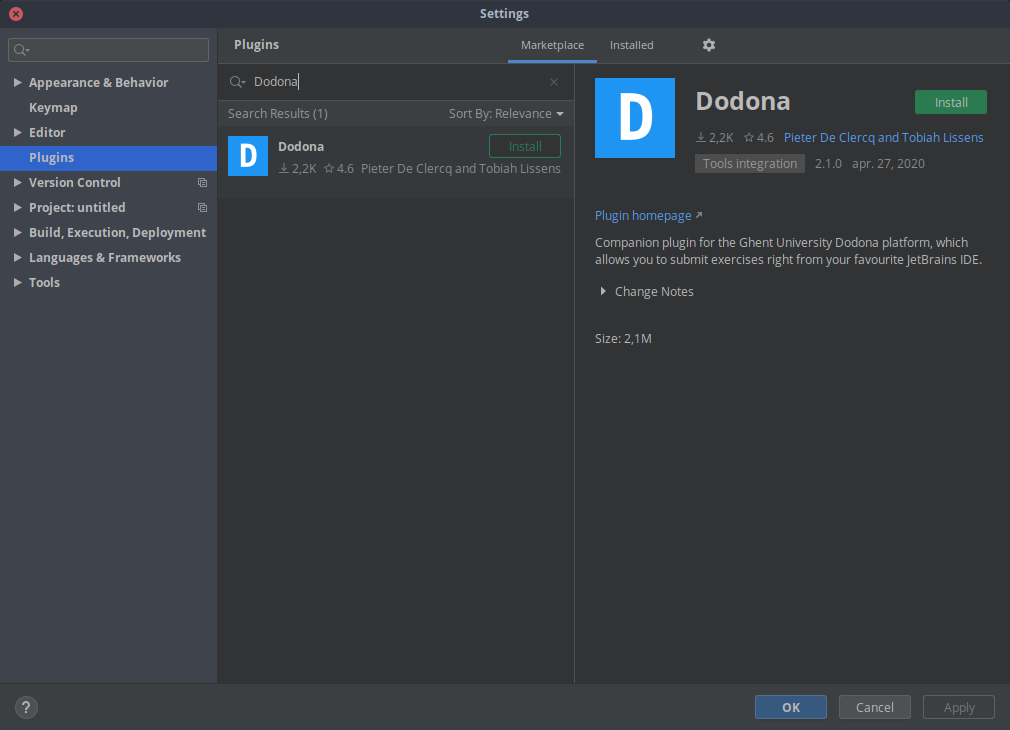 Settings
Plugins
Marketplace
Installed
Appearance & Behavior
Keymap
Editor
Plugins
Version Control
Project: untitled
Build, Execution, Deployment
Languages & Frameworks
Tools
Dodona
Search Results (1)
Sort By: Relevance
D
Dodona
Install
2,2K 4.6 Pieter De Clercq and Tobiah Lissens
D
Dodona
Install
2,2K 4.6 Pieter De Clercq and Tobiah Lissens
Tools integration 2.1.0 apr. 27, 2020
Plugin homepage
Companion plugin for the Ghent University Dodona platform, which
allows you to submit exercises right from your favourite JetBrains IDE.
Change Notes
Size: 2,1M
?
OK
Cancel
Apply